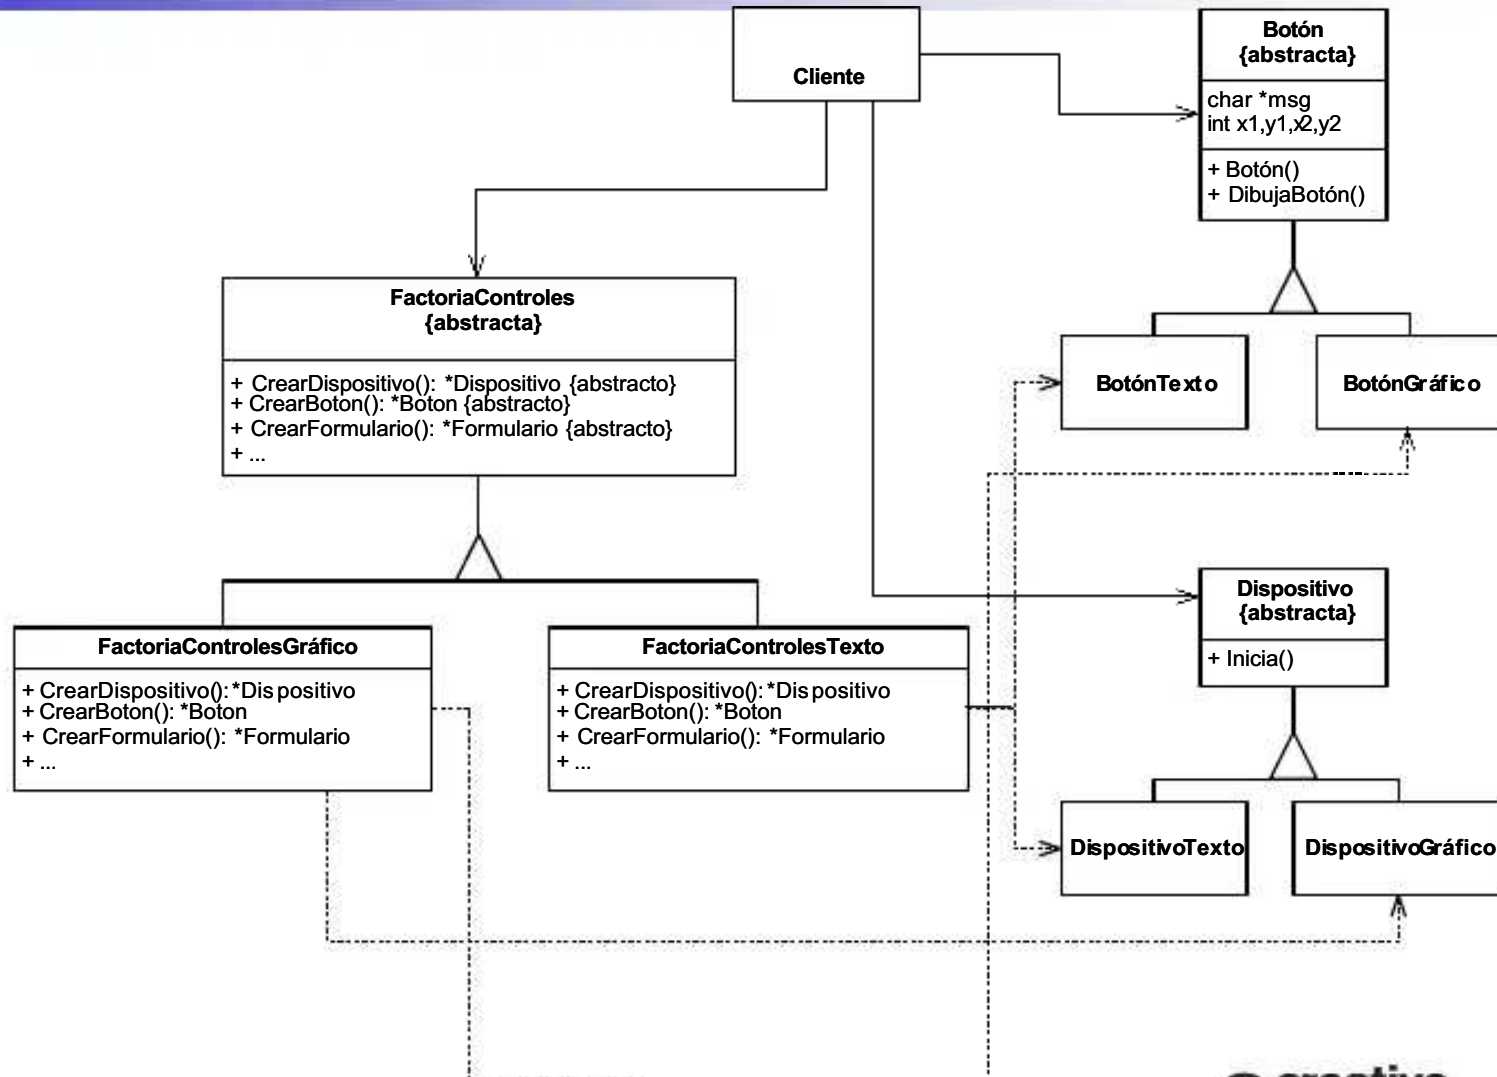 Cliente
Botón
{abstracta}
char *msg
int x1,y1,x2,y2
+ Botón()
+ DibujaBotón()
FactoriaControles
{abstracta}
+ CrearDispositivo(): *Dispositivo {abstracto}
+ CrearBoton(): *Boton {abstracto}
+ CrearFormulario(): *Formulario {abstracto}
+ ...
BotónTexto
BotónGráfico
Dispositivo
{abstracta}
+ Inicia()
FactoriaControlesGráfico
+ CrearDispositivo(): *Dispositivo
+ CrearBoton(): *Boton
+ CrearFormulario(): *Formulario
+ ...
FactoriaControlesTexto
+ CrearDispositivo(): *Dispositivo
+ CrearBoton(): *Boton
+ CrearFormulario(): *Formulario
+ ...
DispositivoTexto
DispositivoGráfico
creative